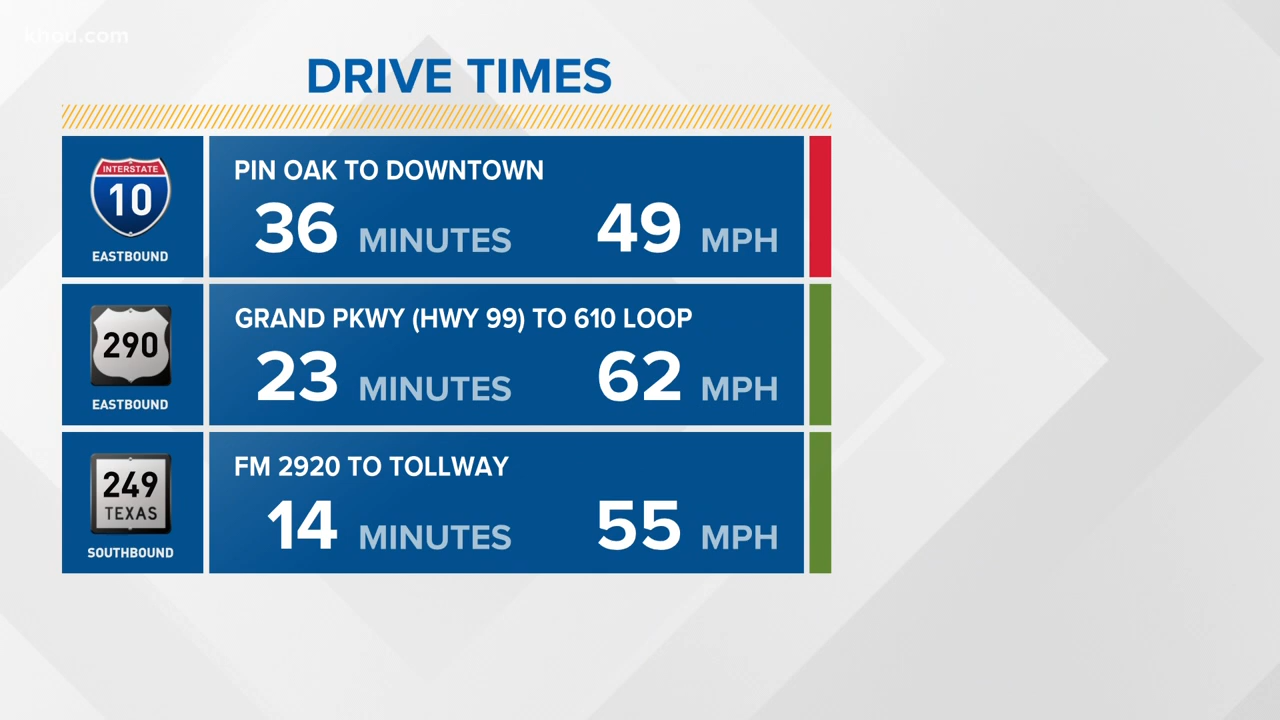 khou.com
DRIVE TIMES
INTERSTATE
10
EASTBOUND
PIN OAK TO DOWNTOWN
36 MINUTES 49 MPH
290
EASTBOUND
GRAND PKWY (HWY 99) TO 610 LOOP
23 MINUTES 62 MPH
249
TEXAS
SOUTHBOUND
FM 2920 TO TOLLWAY
14 MINUTES 55 MPH